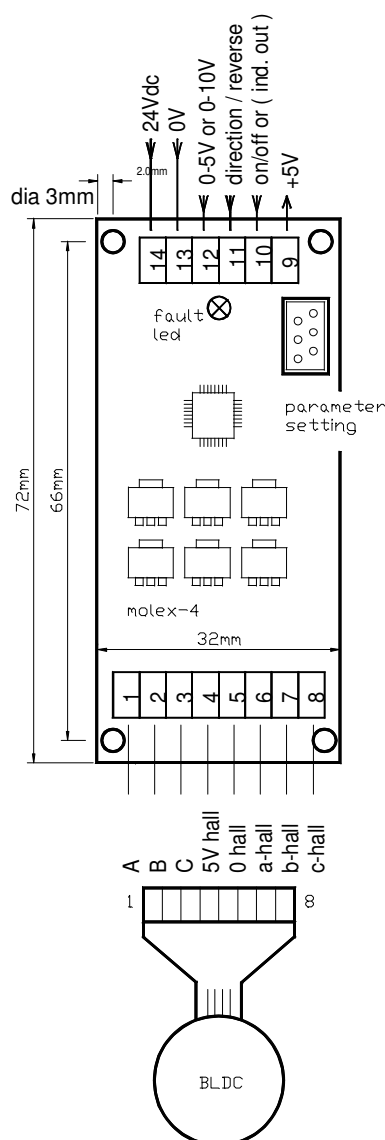 24Vdc
0V
0-5V or 0-10V
direction / reverse
on/off or ( ind. out )
+5V
2.0mm
dia 3mm
14
13
12
11
10
9
fault
led
parameter
setting
72mm
66mm
molex-4
32mm
1
2
3
4
5
6
7
8
A
B
C
5V hall
0 hall
a-hall
b-hall
c-hall
1
8
BLDC